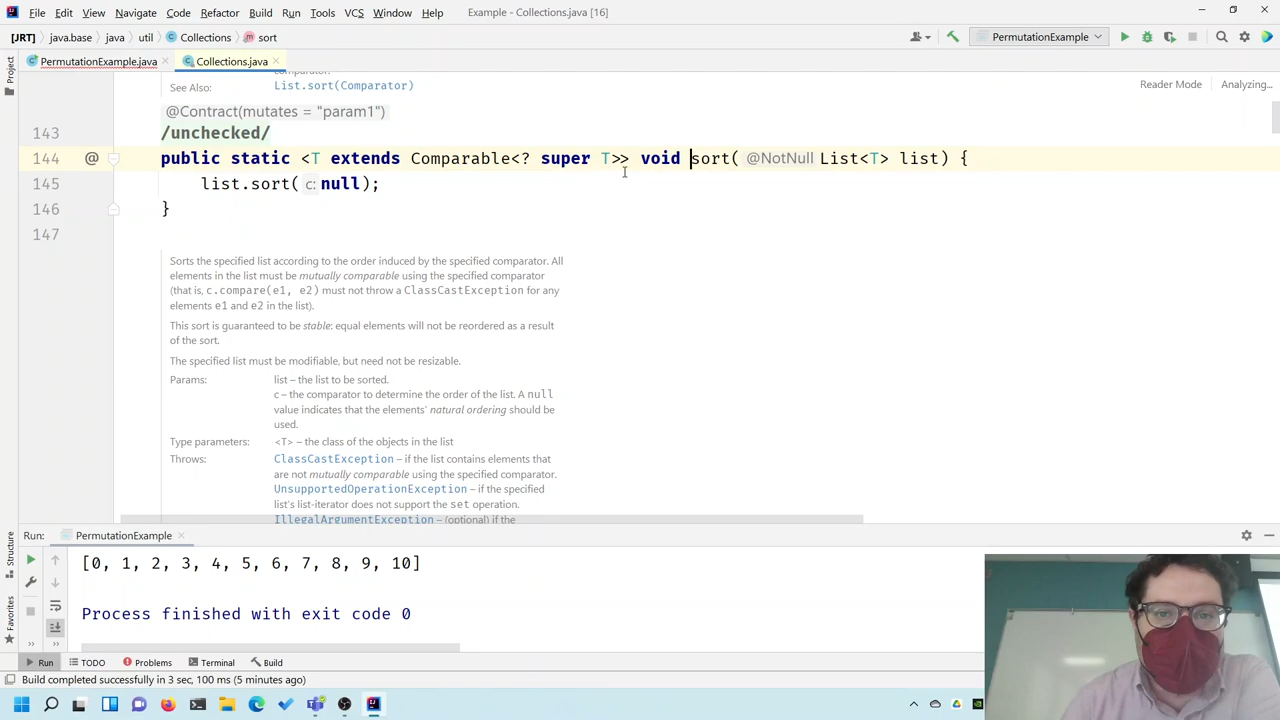 File Edit View Navigate Code Refactor Build Run Tools VCS Window Help Example - Collections.java [16]
[JRT] java.base java util Collections sort PermutationExample
PermutationExample.java Collections.java
Project
comparator.
See Also: List.sort(Comparator)
Reader Mode Analyzing...
@Contract(mutates = "param1")
143 /unchecked/
144 @ public static <T extends Comparable<? super T>> void sort( @NotNull List<T> list) {
145 list.sort( c: null);
146 }
147
Sorts the specified list according to the order induced by the specified comparator. All
elements in the list must be mutually comparable using the specified comparator
(that is, c.compare(e1, e2) must not throw a ClassCastException for any
elements e1 and e2 in the list).
This sort is guaranteed to be stable: equal elements will not be reordered as a result
of the sort.
The specified list must be modifiable, but need not be resizable.
Params: list – the list to be sorted.
c – the comparator to determine the order of the list. A null
value indicates that the elements' natural ordering should be
used.
Type parameters: <T> – the class of the objects in the list
Throws: ClassCastException – if the list contains elements that
are not mutually comparable using the specified comparator.
UnsupportedOperationException – if the specified
list's list-iterator does not support the set operation.
IllegalArgumentException – (optional) if the
Structure
Favorites
Run: PermutationExample
[0, 1, 2, 3, 4, 5, 6, 7, 8, 9, 10]
Process finished with exit code 0
Run TODO Problems Terminal Build
Build completed successfully in 3 sec, 100 ms (5 minutes ago)